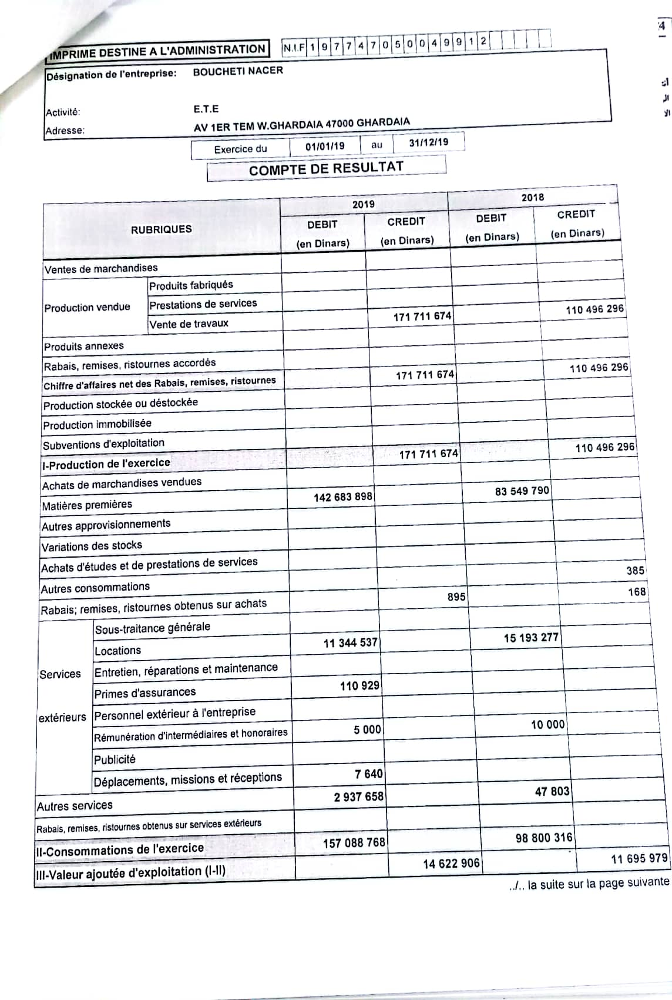 IMPRIME DESTINE A L'ADMINISTRATION N.I.F 1 9 7 7 4 7 0 5 0 0 4 9 9 1 2
Désignation de l'entreprise: BOUCHETI NACER
Activité: E.T.E
Adresse: AV 1ER TEM W.GHARDAIA 47000 GHARDAIA
Exercice du 01/01/19 au 31/12/19
COMPTE DE RESULTAT
RUBRIQUES 2019 2018
DEBIT CREDIT DEBIT CREDIT
(en Dinars) (en Dinars) (en Dinars) (en Dinars)
Ventes de marchandises
Production vendue
Produits fabriqués
Prestations de services
Vente de travaux 171 711 674 110 496 296
Produits annexes
Rabais, remises, ristournes accordés
Chiffre d'affaires net des Rabais, remises, ristournes 171 711 674 110 496 296
Production stockée ou déstockée
Production immobilisée
Subventions d'exploitation
I-Production de l'exercice 171 711 674 110 496 296
Achats de marchandises vendues
Matières premières 142 683 898 83 549 790
Autres approvisionnements
Variations des stocks
Achats d'études et de prestations de services
Autres consommations 385
Rabais; remises, ristournes obtenus sur achats 895 168
Services extérieurs
Sous-traitance générale
Locations 11 344 537 15 193 277
Entretien, réparations et maintenance
Primes d'assurances 110 929
Personnel extérieur à l'entreprise
Rémunération d'intermédiaires et honoraires 5 000 10 000
Publicité
Déplacements, missions et réceptions 7 640
Autres services 2 937 658 47 803
Rabais, remises, ristournes obtenus sur services extérieurs
II-Consommations de l'exercice 157 088 768 98 800 316
III-Valeur ajoutée d'exploitation (I-II) 14 622 906 11 695 979
../.. la suite sur la page suivante